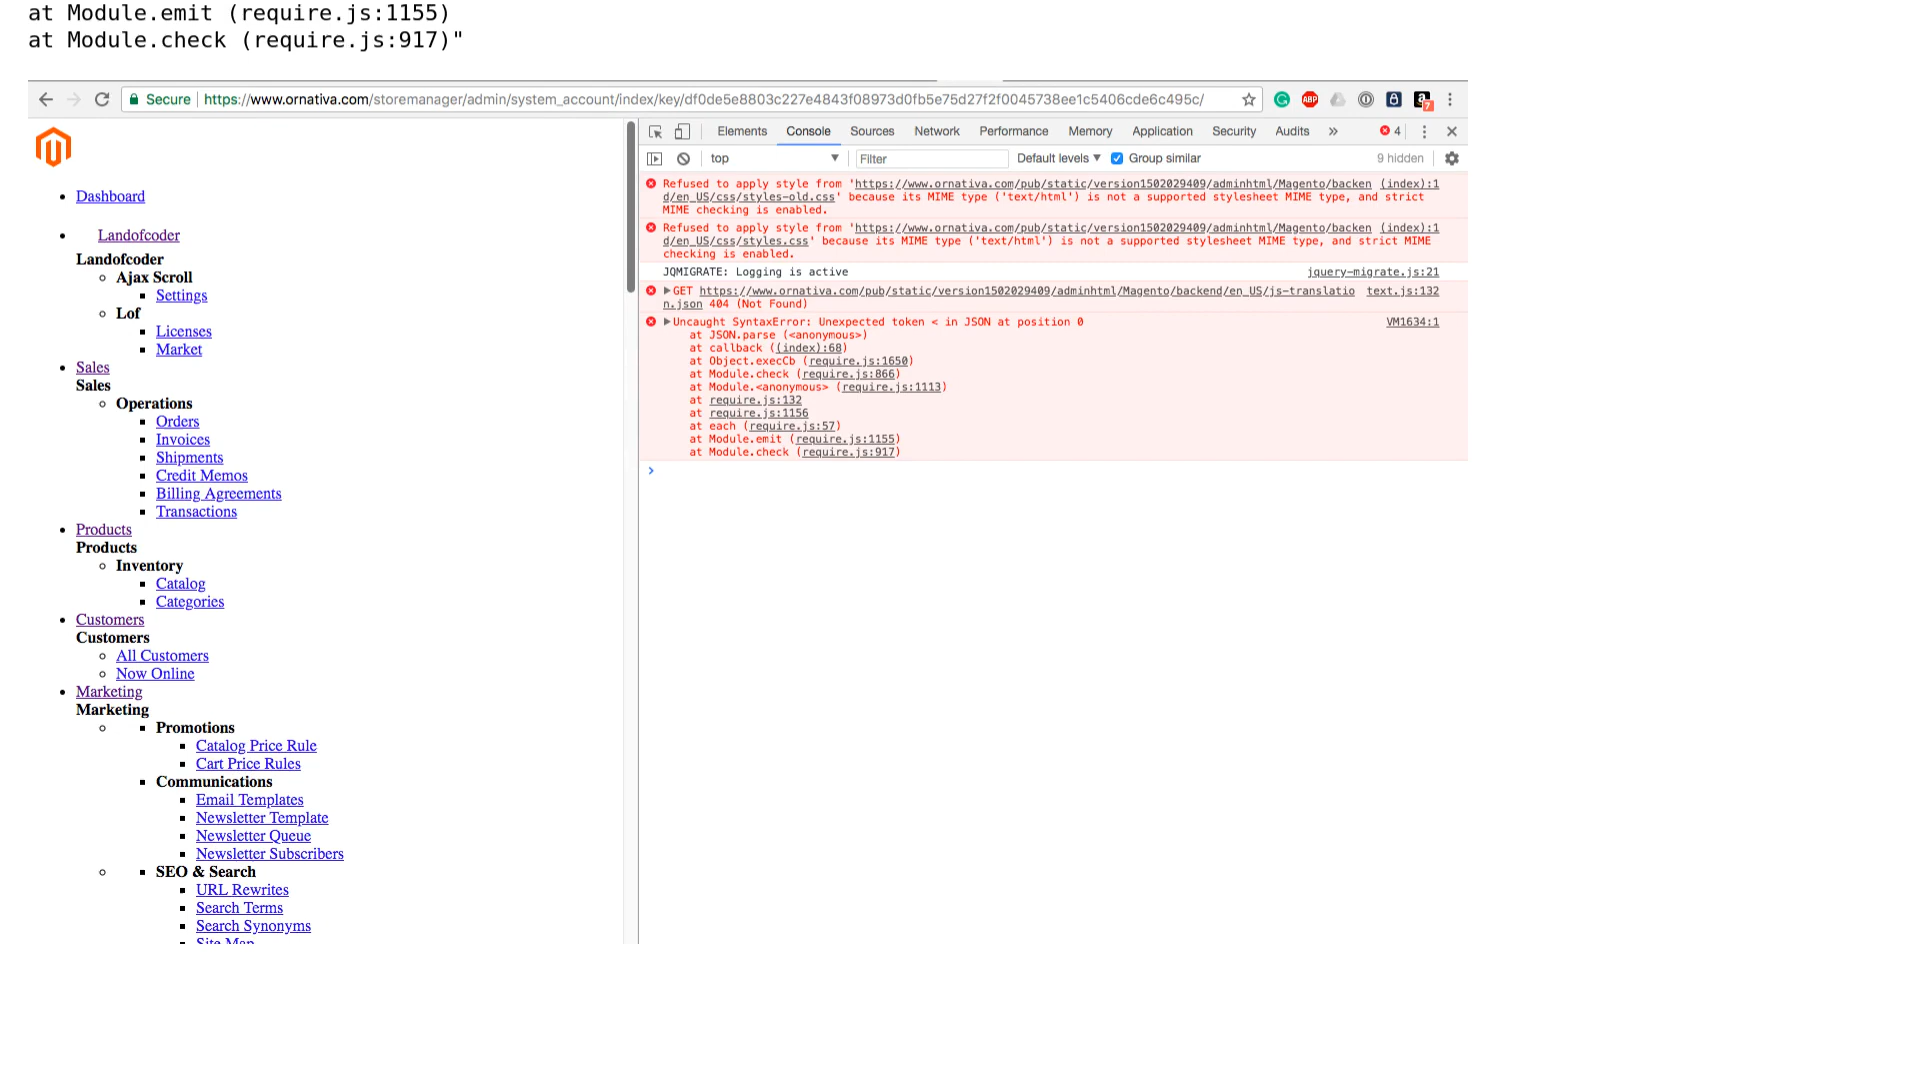 at Module.emit (require.js:1155)
at Module.check (require.js:917)"
Secure https://www.ornativa.com/storemanager/admin/system_account/index/key/df0de5e8803c227e4843f08973d0fb5e75d27f2f0045738ee1c5406cde6c495c/
ABP
7
Elements Console Sources Network Performance Memory Application Security Audits » 4
top Filter Default levels Group similar 9 hidden
Refused to apply style from 'https://www.ornativa.com/pub/static/version1502029409/adminhtml/Magento/backen (index):1
d/en_US/css/styles-old.css' because its MIME type ('text/html') is not a supported stylesheet MIME type, and strict
MIME checking is enabled.
Refused to apply style from 'https://www.ornativa.com/pub/static/version1502029409/adminhtml/Magento/backen (index):1
d/en_US/css/styles.css' because its MIME type ('text/html') is not a supported stylesheet MIME type, and strict MIME
checking is enabled.
JQMIGRATE: Logging is active jquery-migrate.js:21
GET https://www.ornativa.com/pub/static/version1502029409/adminhtml/Magento/backend/en_US/js-translatio text.js:132
n.json 404 (Not Found)
Uncaught SyntaxError: Unexpected token < in JSON at position 0 VM1634:1
at JSON.parse (<anonymous>)
at callback ((index):68)
at Object.execCb (require.js:1650)
at Module.check (require.js:866)
at Module.<anonymous> (require.js:1113)
at require.js:132
at require.js:1156
at each (require.js:57)
at Module.emit (require.js:1155)
at Module.check (require.js:917)
Dashboard
Landofcoder
Landofcoder
Ajax Scroll
Settings
Lof
Licenses
Market
Sales
Sales
Operations
Orders
Invoices
Shipments
Credit Memos
Billing Agreements
Transactions
Products
Products
Inventory
Catalog
Categories
Customers
Customers
All Customers
Now Online
Marketing
Marketing
Promotions
Catalog Price Rule
Cart Price Rules
Communications
Email Templates
Newsletter Template
Newsletter Queue
Newsletter Subscribers
SEO & Search
URL Rewrites
Search Terms
Search Synonyms
Site Map